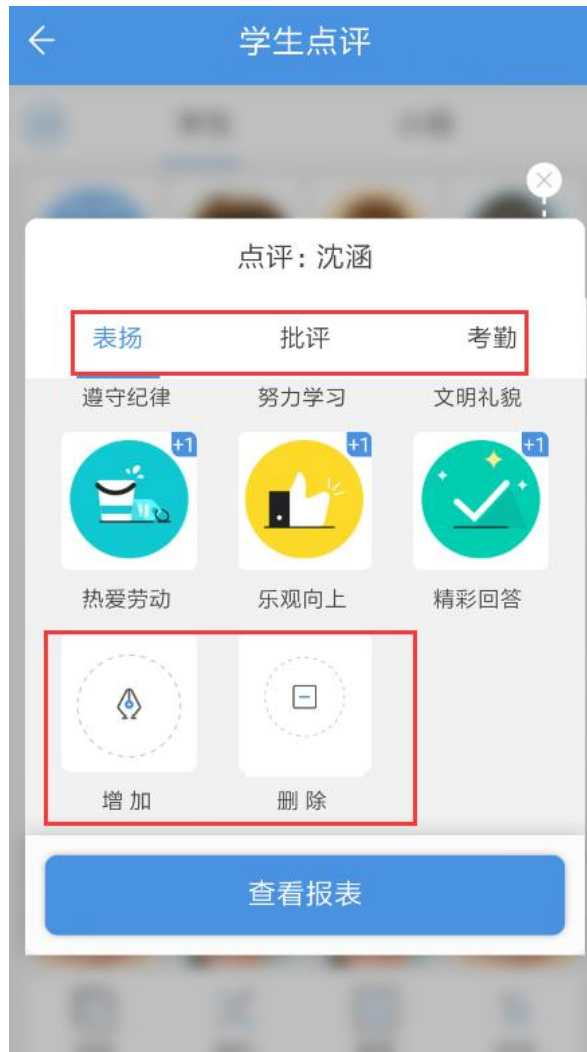 学生点评
点评：沈涵
表扬 批评 考勤
遵守纪律 努力学习 文明礼貌
+1 +1 +1
热爱劳动 乐观向上 精彩回答
增 加 删 除
查看报表